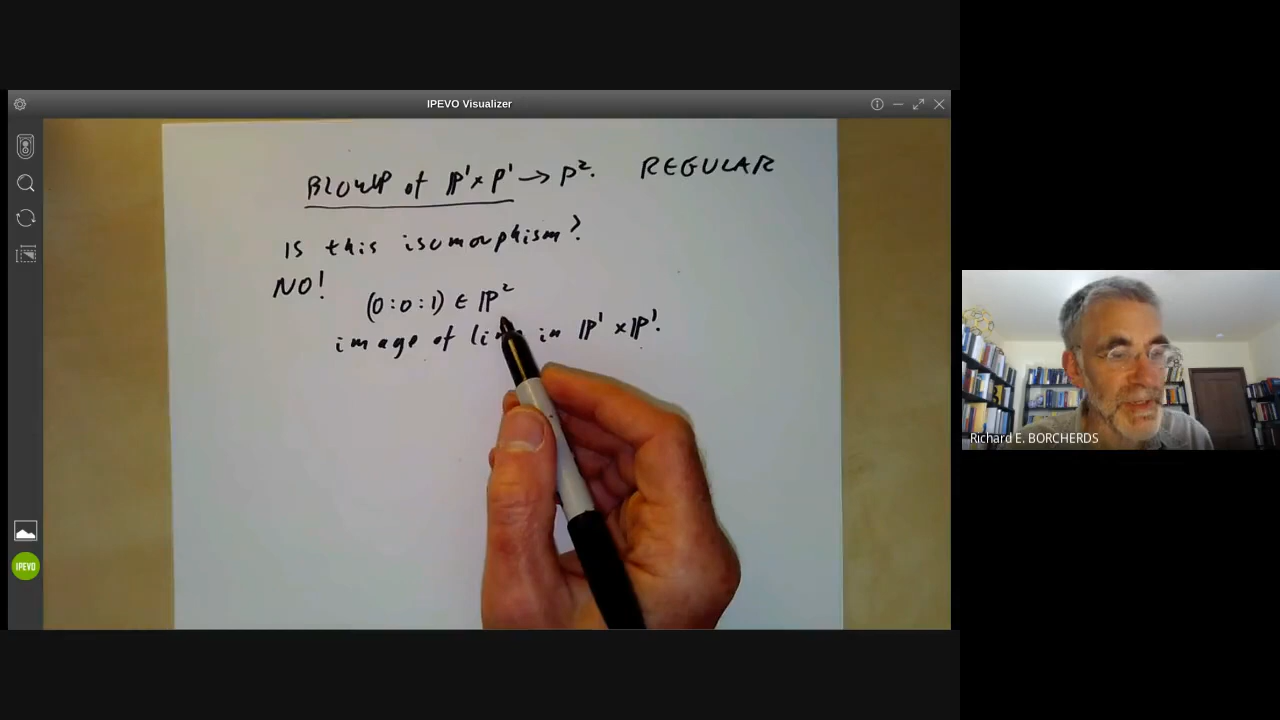 IPEVO Visualizer
BLOWUP of ℙ¹×P¹ → P². REGULAR
Is this isomorphism?
NO!
(0:0:1) ∈ ℙ²
image of in ℙ¹×ℙ¹.
IPEVO
Richard E. BORCHERDS